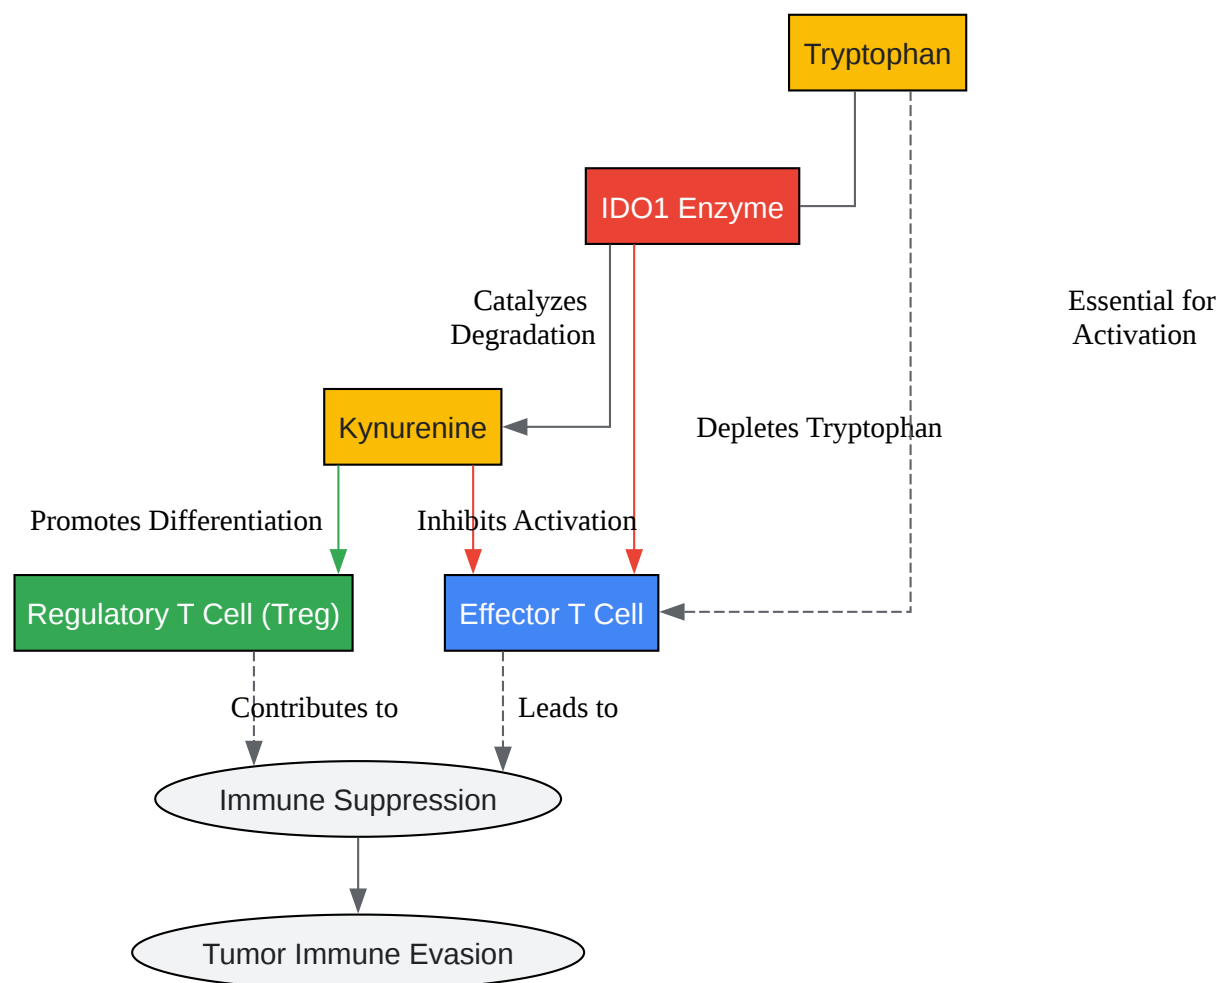 Tryptophan
IDO1 Enzyme
Catalyzes
Degradation
Essential for
Activation
Kynurenine
Depletes Tryptophan
Promotes Differentiation
Inhibits Activation
Regulatory T Cell (Treg)
Effector T Cell
Contributes to
Leads to
Immune Suppression
Tumor Immune Evasion